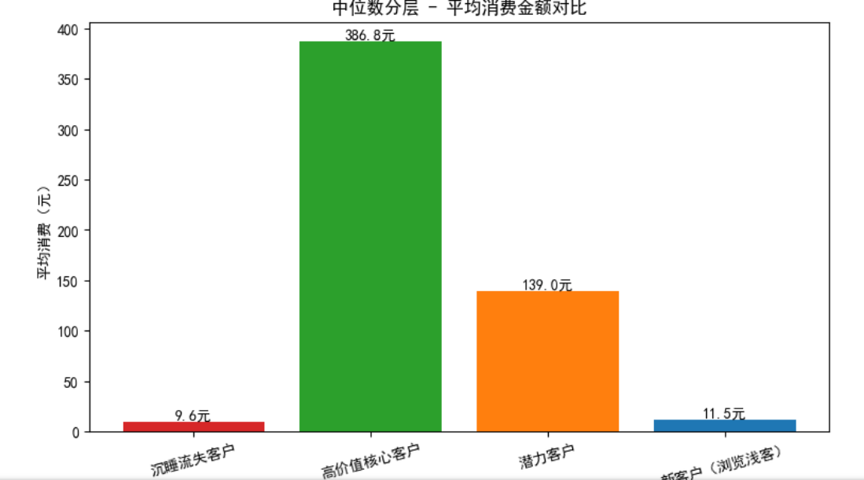 中位数分层 - 平均消费金额对比
400
350
300
250
200
150
100
50
0
平均消费（元）
9.6元
386.8元
139.0元
11.5元
沉睡流失客户
高价值核心客户
潜力客户
新客户（浏览浅客）